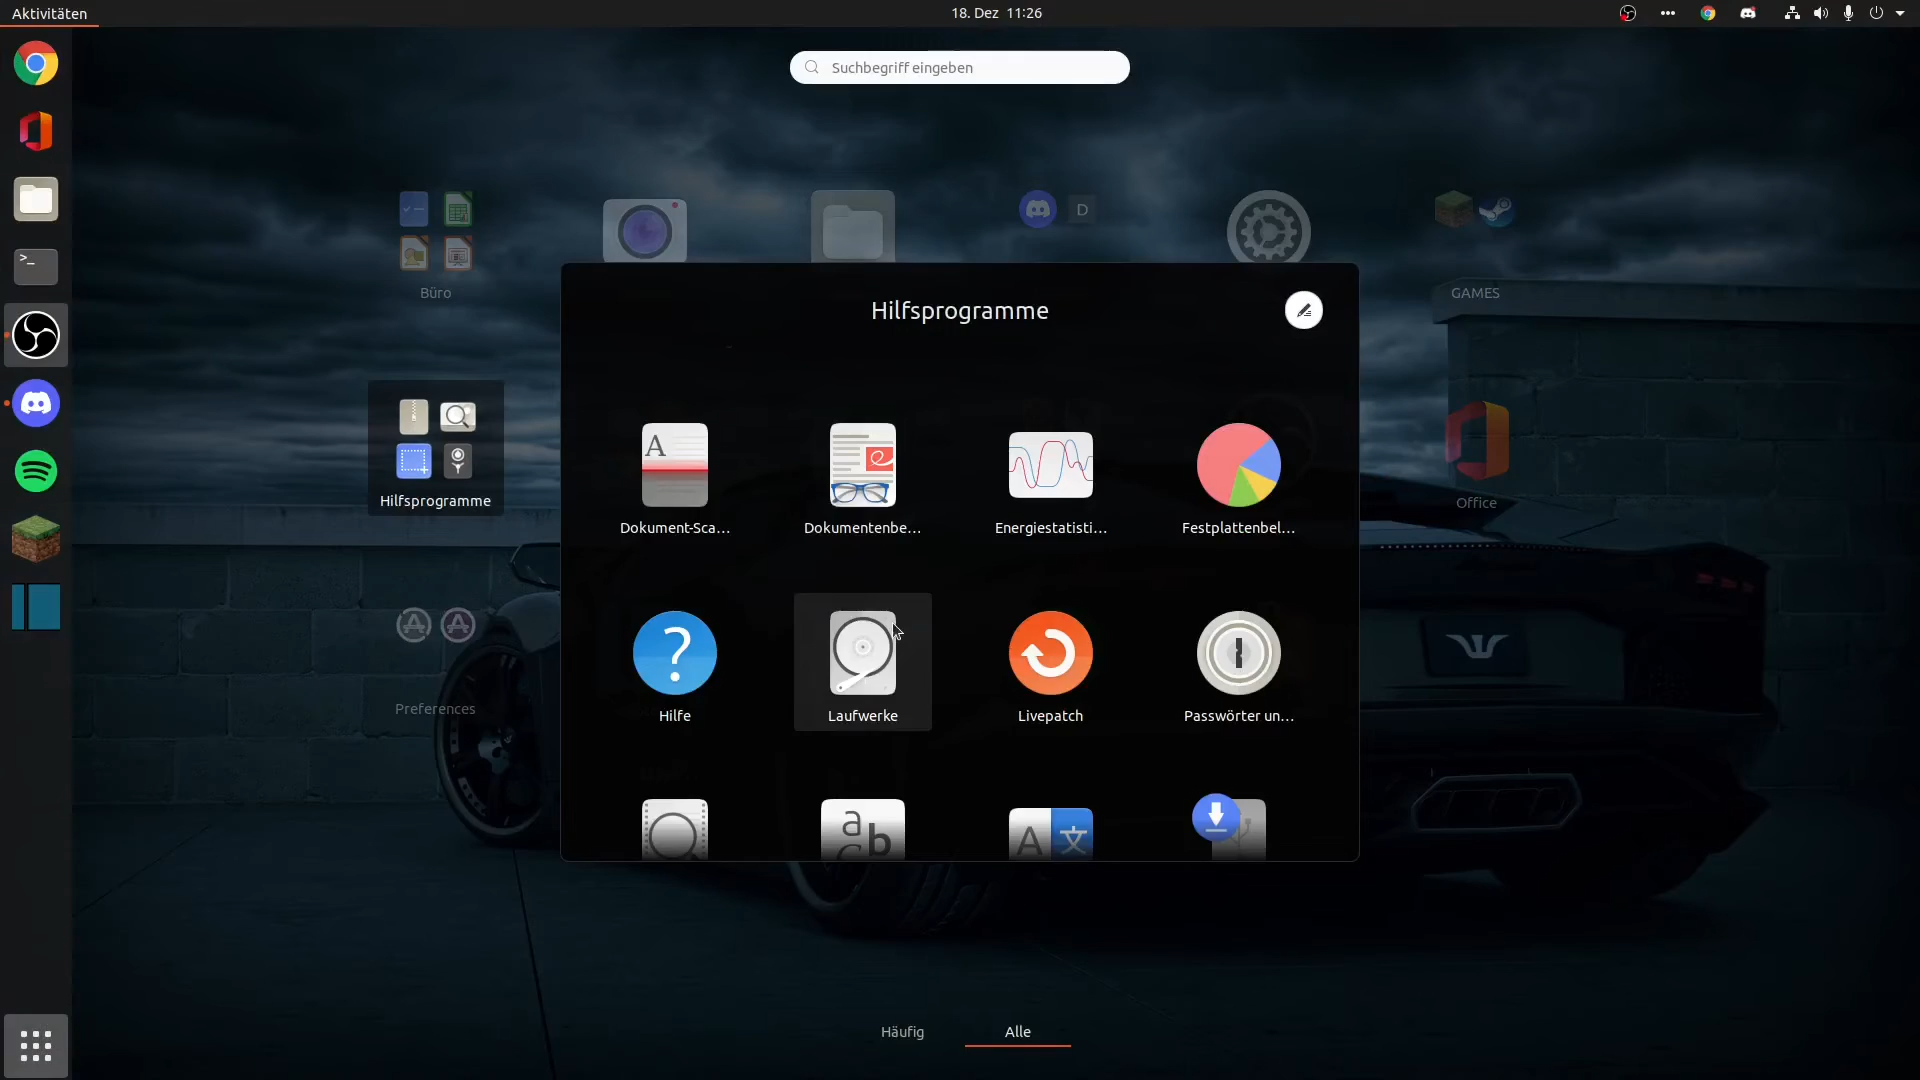 Aktivitäten
18. Dez 11:26
Suchbegriff eingeben
D
Büro
GAMES
Hilfsprogramme
Hilfsprogramme
Dokument-Sca...
Dokumentenbe...
Energiestatisti...
Festplattenbel...
Office
Hilfe
Laufwerke
Livepatch
Passwörter un...
Preferences
Häufig
Alle